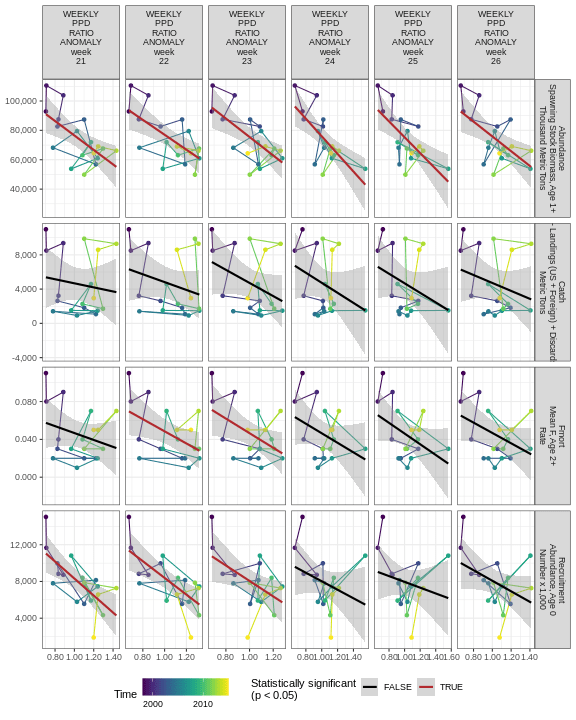 WEEKLY
PPD
RATIO
ANOMALY
week
21
WEEKLY
PPD
RATIO
ANOMALY
week
22
WEEKLY
PPD
RATIO
ANOMALY
week
23
WEEKLY
PPD
RATIO
ANOMALY
week
24
WEEKLY
PPD
RATIO
ANOMALY
week
25
WEEKLY
PPD
RATIO
ANOMALY
week
26
100,000
80,000
60,000
40,000
Abundance
Spawning Stock Biomass, Age 1+
Thousand Metric Tons
8,000
4,000
0
-4,000
Catch
- Landings (US + Foreign) + Discard
Metric Tons
0.080
0.040
0.000
Fmort
Mean F, Age 2+
Rate
12,000
8,000
4,000
Recruitment
Abundance, Age 0
Number x 1,000
0.80 1.00 1.20 1.40
0.80 1.00 1.20
0.80 1.00 1.20
0.80 1.00 1.20 1.40
0.80 1.00 1.20 1.40 1.60
0.80 1.00 1.20 1.40
Time
2000 2010
Statistically significant
(p < 0.05)
FALSE
TRUE